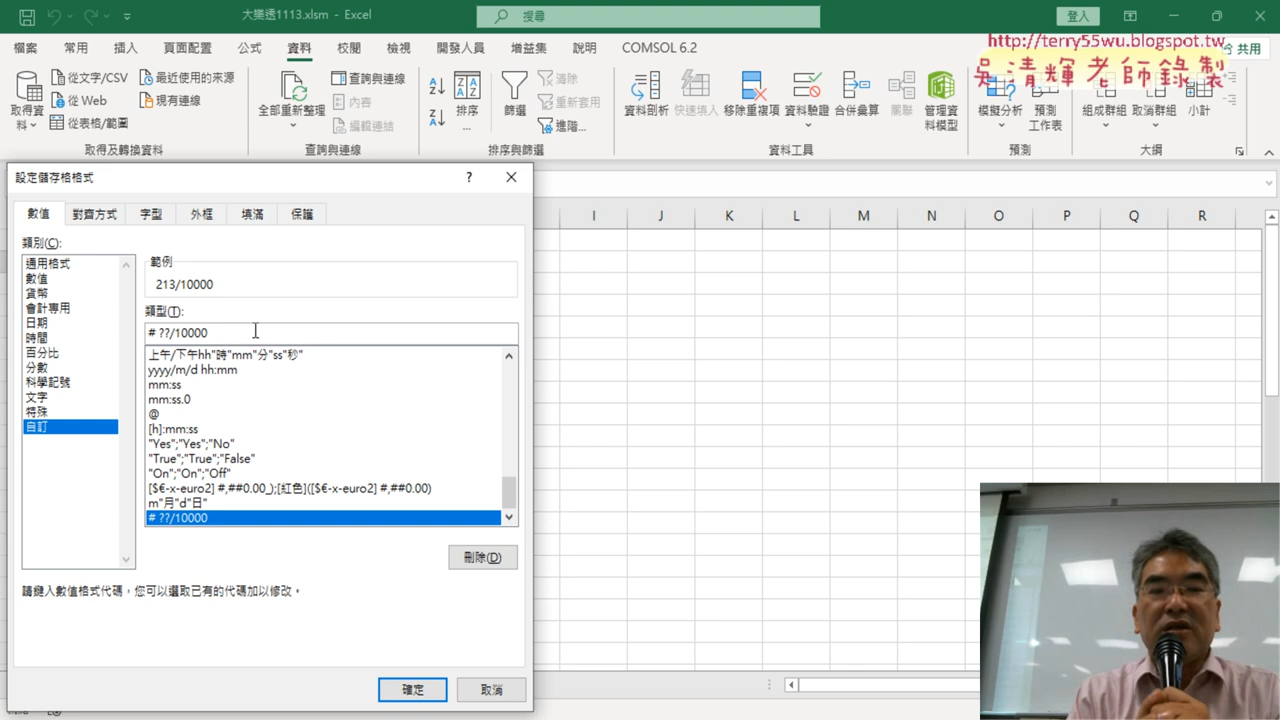 大樂透1113.xlsm - Excel
搜尋
登入
檔案 常用 插入 頁面配置 公式 資料 校閱 檢視 開發人員 增益集 說明 COMSOL 6.2
共用
http://terry55wu.blogspot.tw
吳清輝老師錄製
取得資料
從文字/CSV
從 Web
從表格/範圍
最近使用的來源
現有連線
取得及轉換資料
全部重新整理
查詢與連線
內容
編輯連結
查詢與連線
排序...
篩選
清除
重新套用
進階...
排序與篩選
資料剖析 快速填入 移除重複項 資料驗證 合併彙算 關聯 管理資料模型
資料工具
模擬分析 預測工作表
預測
組成群組 取消群組 小計
大綱
設定儲存格格式
數值 對齊方式 字型 外框 填滿 保護
類別(C):
通用格式
數值
貨幣
會計專用
日期
時間
百分比
分數
科學記號
文字
特殊
自訂
範例
213/10000
類型(T):
# ??/10000
上午/下午hh"時"mm"分"ss"秒"
yyyy/m/d hh:mm
mm:ss
mm:ss.0
@
[h]:mm:ss
"Yes";"Yes";"No"
"True";"True";"False"
"On";"On";"Off"
[$€-x-euro2] #,##0.00_);[紅色]([$€-x-euro2] #,##0.00)
m"月"d"日"
# ??/10000
刪除(D)
請鍵入數值格式代碼，您可以選取已有的代碼加以修改。
確定
取消
I J K L M N O P Q R